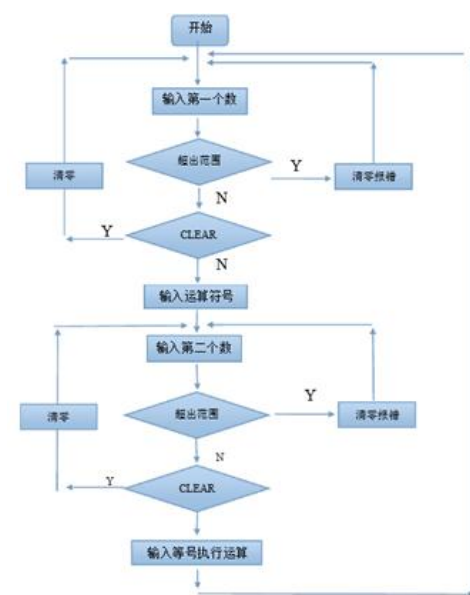 开始
输入第一个数
超出范围
Y
清零
清零报错
N
Y
CLEAR
N
输入运算符号
输入第二个数
Y
超出范围
清零
清零报错
N
Y
CLEAR
输入等号执行运算